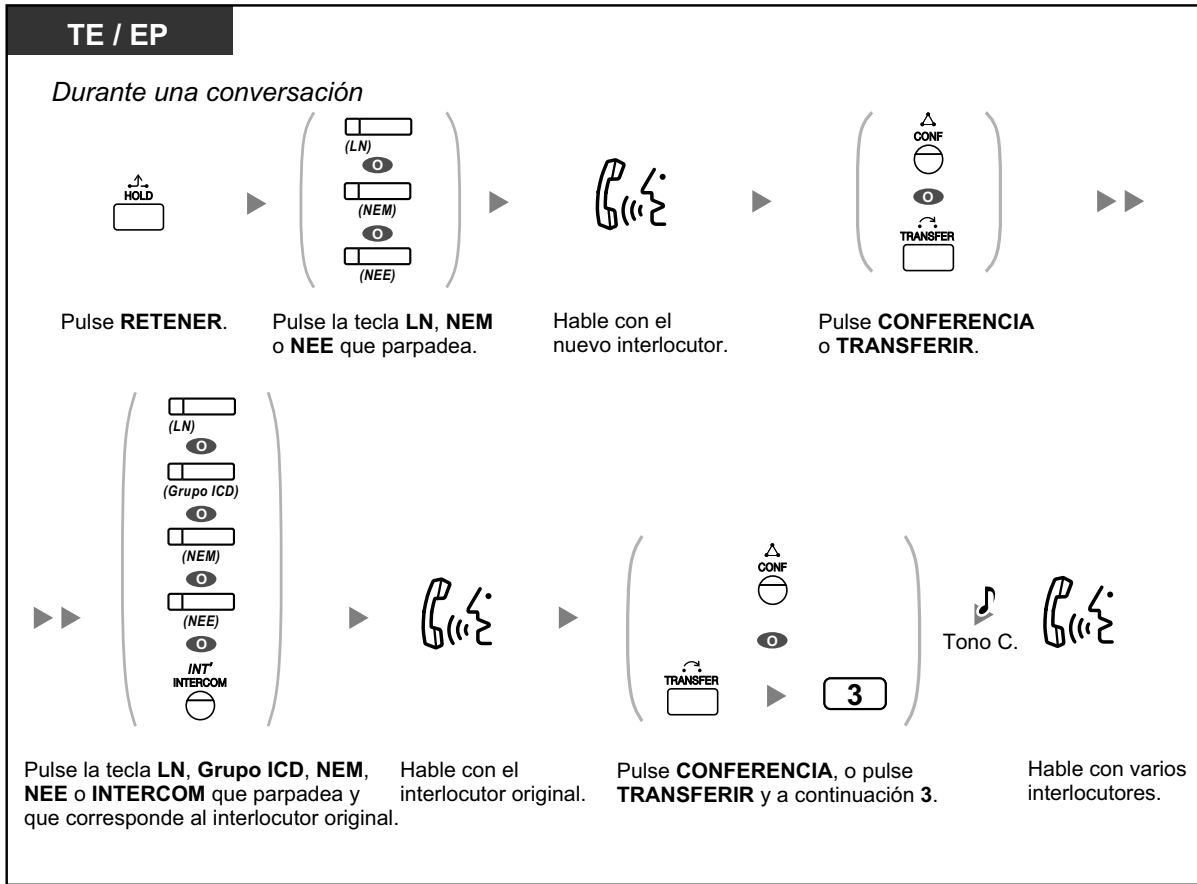 TE / EP
Durante una conversación
HOLD
(LN)
O
(NEM)
O
(NEE)
CONF
O
TRANSFER
Pulse RETENER.
Pulse la tecla LN, NEM
o NEE que parpadea.
Hable con el
nuevo interlocutor.
Pulse CONFERENCIA
o TRANSFERIR.
(LN)
O
(Grupo ICD)
O
(NEM)
O
(NEE)
O
INT'
INTERCOM
CONF
O
TRANSFER
3
Tono C.
Pulse la tecla LN, Grupo ICD, NEM,
NEE o INTERCOM que parpadea y
que corresponde al interlocutor original.
Hable con el
interlocutor original.
Pulse CONFERENCIA, o pulse
TRANSFERIR y a continuación 3.
Hable con varios
interlocutores.